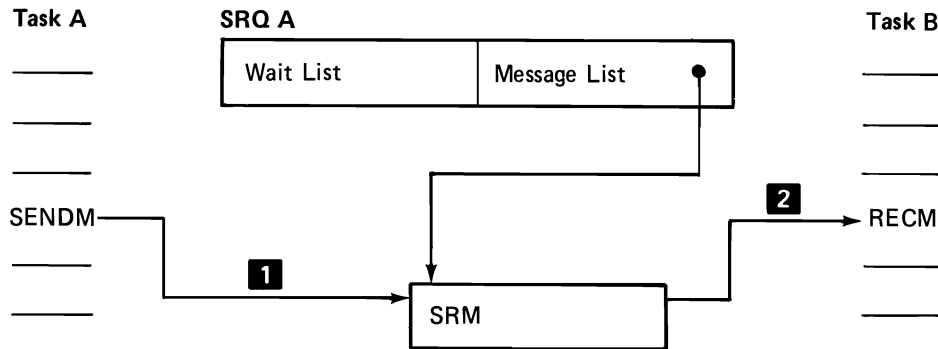 Task A
SRQ A
Task B
Wait List
Message List
SENDM
2
RECM
1
SRM